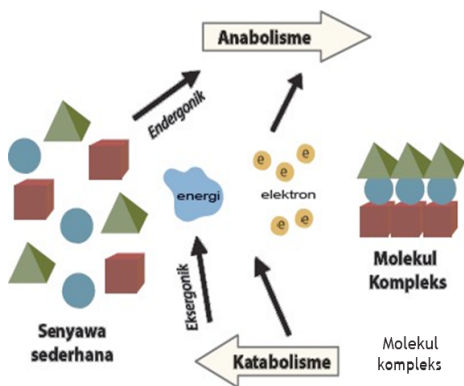 Anabolisme
Endergonik
e
e
e
e
energi
elektron
e
e
Molekul
Kompleks
Eksergonik
Senyawa
sederhana
Katabolisme
Molekul
kompleks